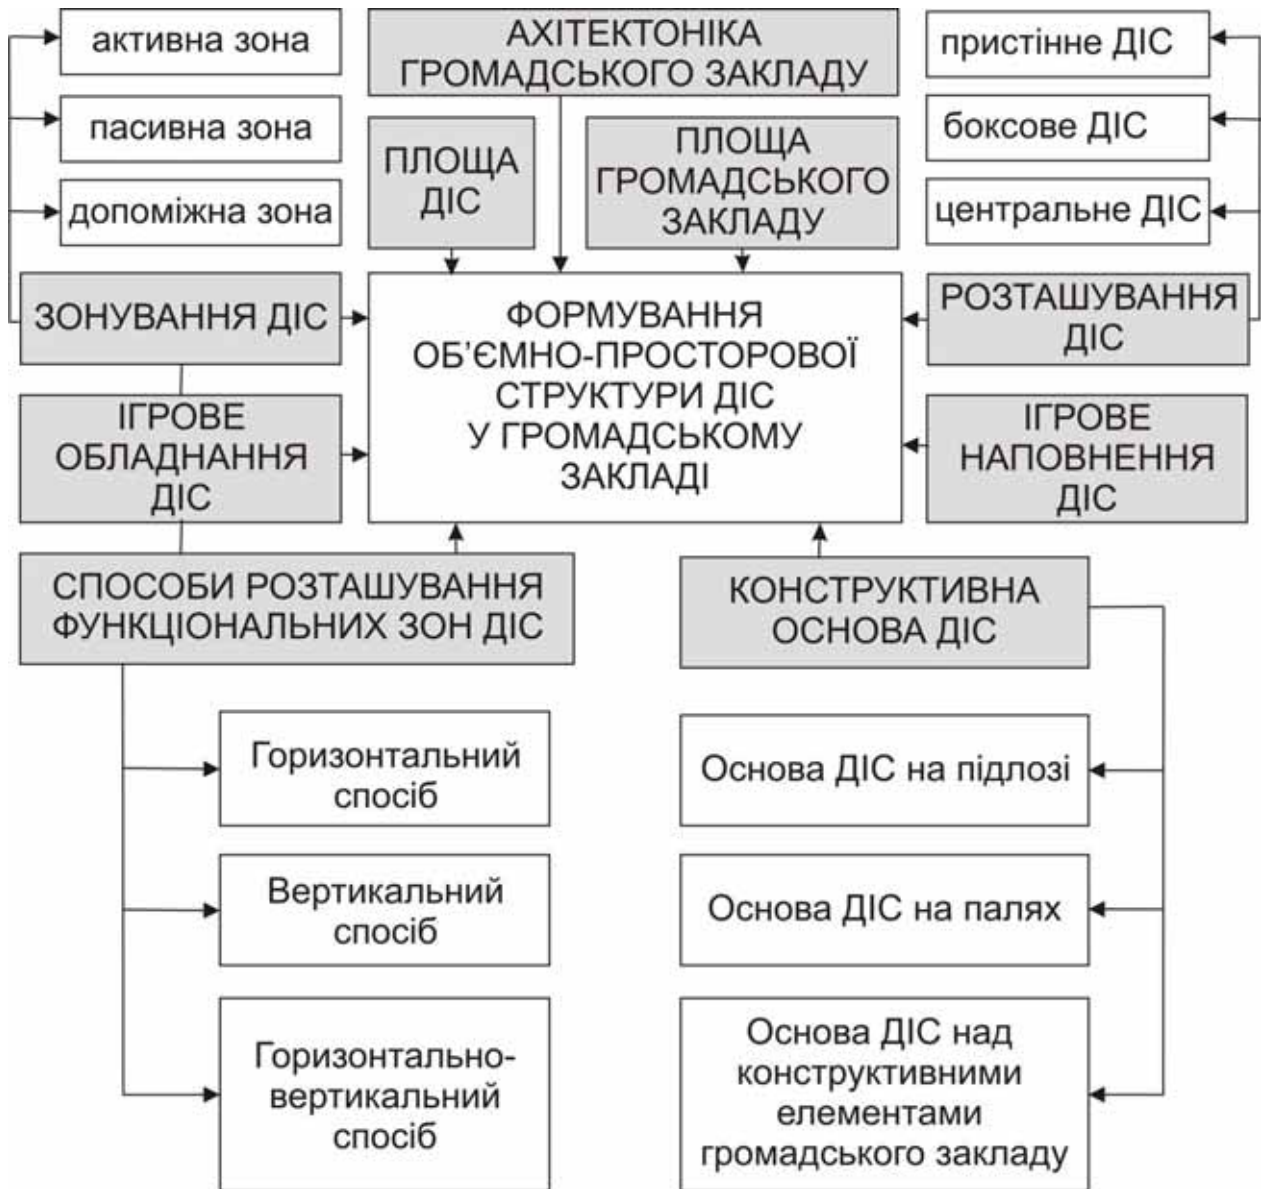 активна зона
пасивна зона
допоміжна зона
АХІТЕКТОНІКА
ГРОМАДСЬКОГО ЗАКЛАДУ
ПЛОЩА
ДІС
ПЛОЩА
ГРОМАДСЬКОГО
ЗАКЛАДУ
пристінне ДІС
боксове ДІС
центральне ДІС
ЗОНУВАННЯ ДІС
ФОРМУВАННЯ
ОБ’ЄМНО-ПРОСТОРОВОЇ
СТРУКТУРИ ДІС
У ГРОМАДСЬКОМУ
ЗАКЛАДІ
РОЗТАШУВАННЯ
ДІС
ІГРОВЕ
ОБЛАДНАННЯ
ДІС
ІГРОВЕ
НАПОВНЕННЯ
ДІС
СПОСОБИ РОЗТАШУВАННЯ
ФУНКЦІОНАЛЬНИХ ЗОН ДІС
КОНСТРУКТИВНА
ОСНОВА ДІС
Горизонтальний
спосіб
Вертикальний
спосіб
Горизонтально-
вертикальний
спосіб
Основа ДІС на підлозі
Основа ДІС на палях
Основа ДІС над
конструктивними
елементами
громадського закладу